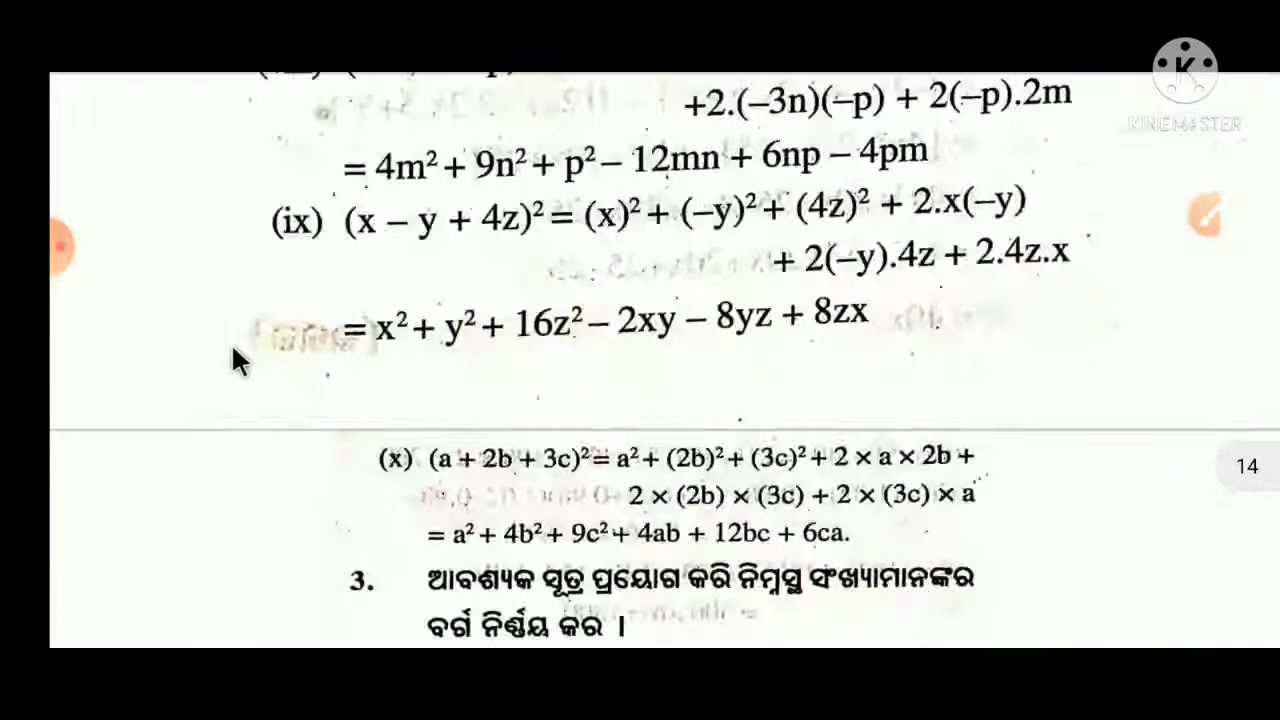 K
KINEMASTER
+2.(–3n)(–p) + 2(–p).2m
= 4m² + 9n² + p² – 12mn + 6np – 4pm
(ix) (x – y + 4z)² = (x)² + (–y)² + (4z)² + 2.x(–y)
+ 2(–y).4z + 2.4z.x
= x² + y² + 16z² – 2xy – 8yz + 8zx
(x) (a + 2b + 3c)² = a² + (2b)² + (3c)² + 2 × a × 2b +
14
2 × (2b) × (3c) + 2 × (3c) × a
= a² + 4b² + 9c² + 4ab + 12bc + 6ca.
3. ଆବଶ୍ୟକ ସୂତ୍ର ପ୍ରୟୋଗ କରି ନିମ୍ନସ୍ଥ ସଂଖ୍ୟାମାନଙ୍କର
ବର୍ଗ ନିର୍ଣ୍ଣୟ କର ।